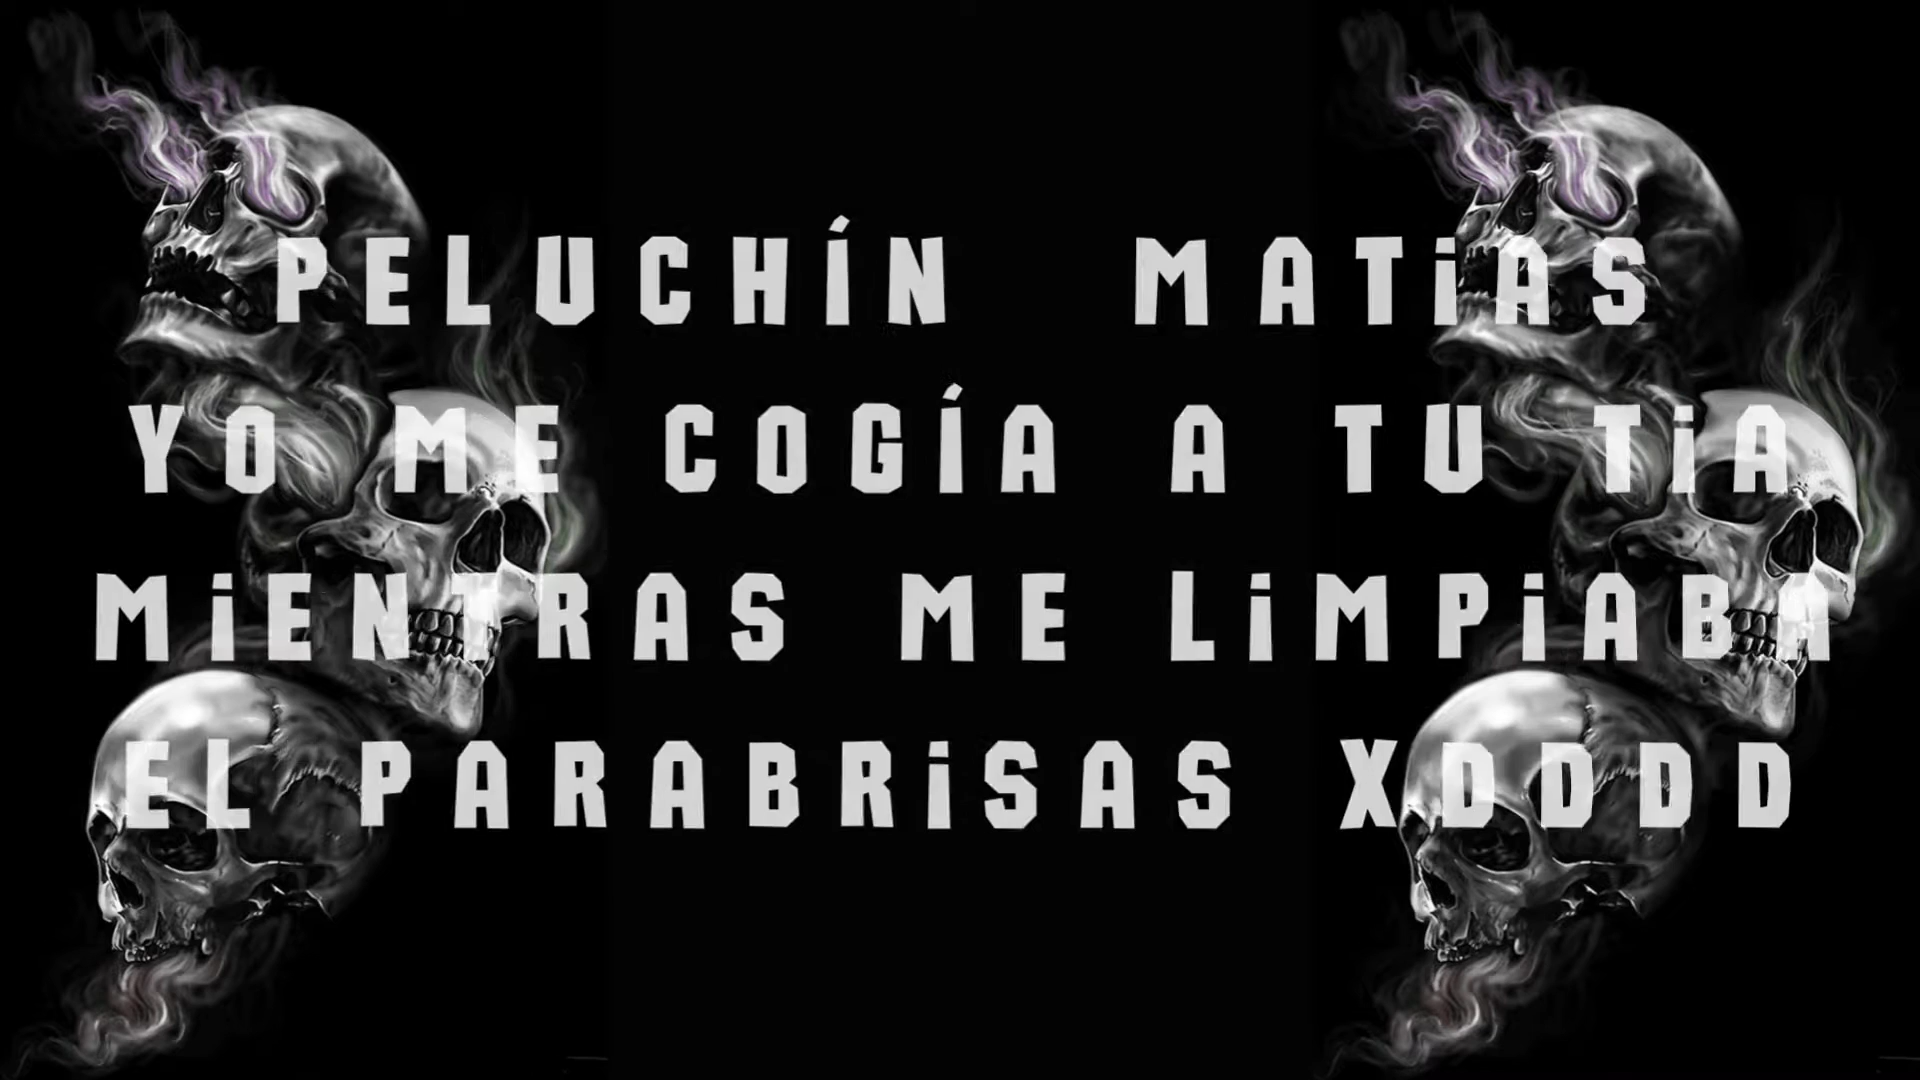 PELUCHÍN MATiAS
YO ME COGÍA A TU TiA
MiENTRAS ME LiMPiABA
EL PARABRiSAS XDDDD